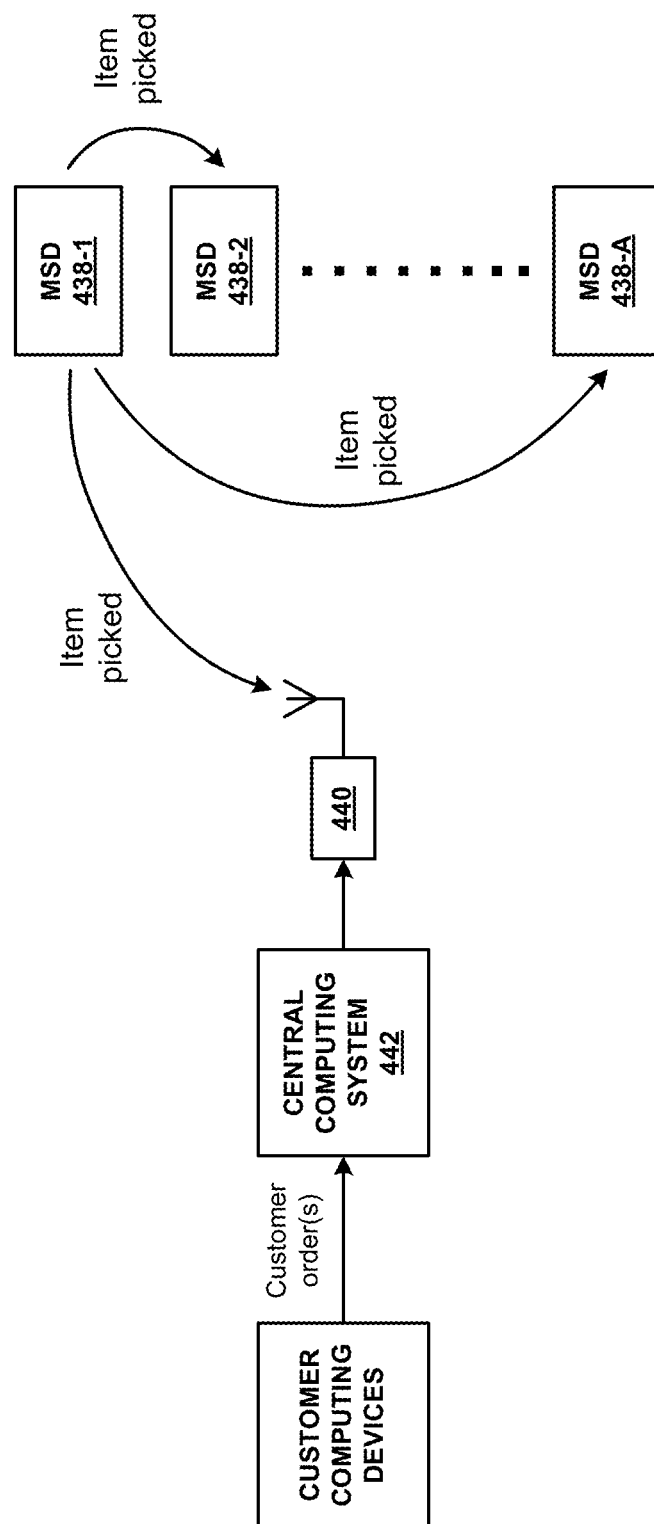 CUSTOMER
COMPUTING
DEVICES
Customer
order(s)
CENTRAL
COMPUTING
SYSTEM
442
440
Item
picked
Item
picked
Item
picked
MSD
438-1
MSD
438-2
MSD
438-A